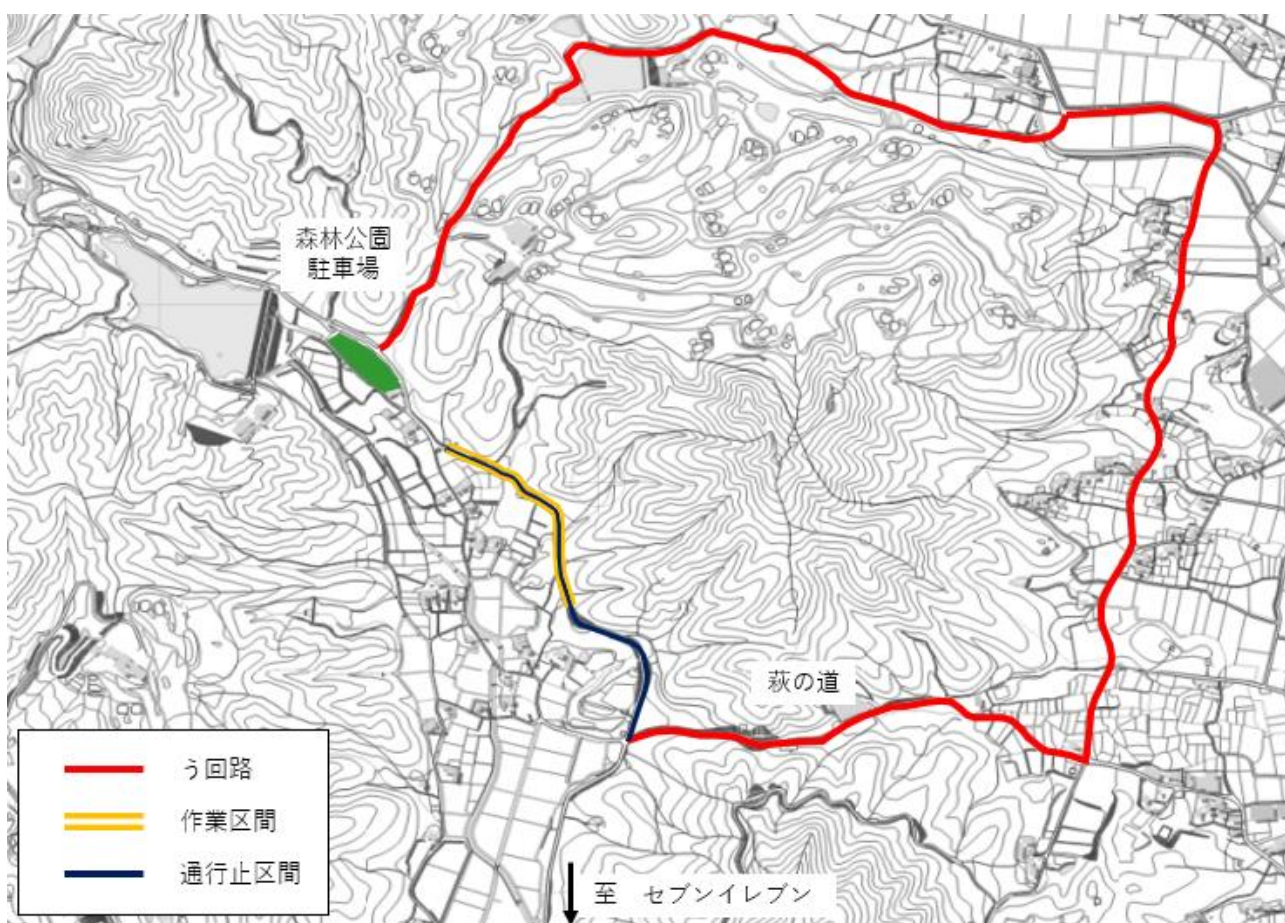 森林公園
駐車場
萩の道
う回路
作業区間
通行止区間
至　セブンイレブン